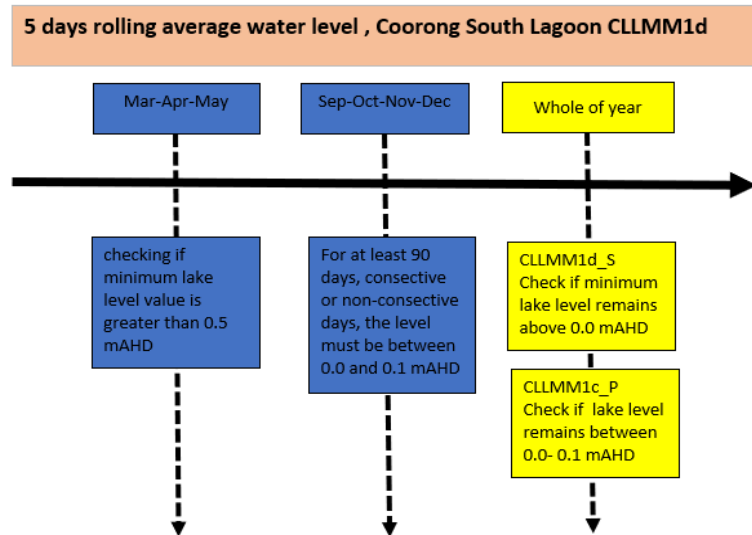 5 days rolling average water level , Coorong South Lagoon CLLMM1d
Mar-Apr-May
Sep-Oct-Nov-Dec
Whole of year
checking if
minimum lake
level value is
greater than 0.5
mAHD
For at least 90
days, consective
or non-consective
days, the level
must be between
0.0 and 0.1 mAHD
CLLMM1d_S
Check if minimum
lake level remains
above 0.0 mAHD
CLLMM1c_P
Check if  lake level
remains between
0.0- 0.1 mAHD